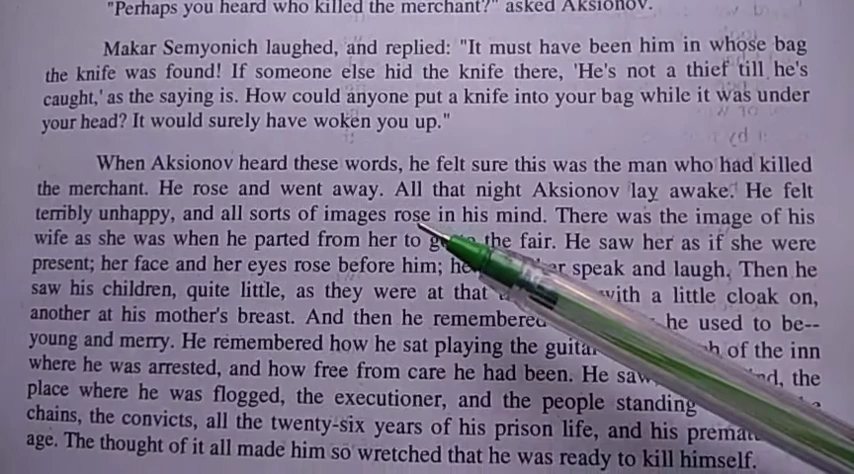 "Perhaps you heard who killed the merchant?" asked Aksionov.
Makar Semyonich laughed, and replied: "It must have been him in whose bag
the knife was found! If someone else hid the knife there, 'He's not a thief till he's
caught,' as the saying is. How could anyone put a knife into your bag while it was under
your head? It would surely have woken you up."
When Aksionov heard these words, he felt sure this was the man who had killed
the merchant. He rose and went away. All that night Aksionov lay awake. He felt
terribly unhappy, and all sorts of images rose in his mind. There was the image of his
wife as she was when he parted from her to the fair. He saw her as if she were
present; her face and her eyes rose before him; speak and laugh. Then he
saw his children, quite little, as they were at that with a little cloak on,
another at his mother's breast. And then he remembered he used to be--
young and merry. He remembered how he sat playing the guitar of the inn
where he was arrested, and how free from care he had been. He saw, the
place where he was flogged, the executioner, and the people standing
chains, the convicts, all the twenty-six years of his prison life, and his
age. The thought of it all made him so wretched that he was ready to kill himself.